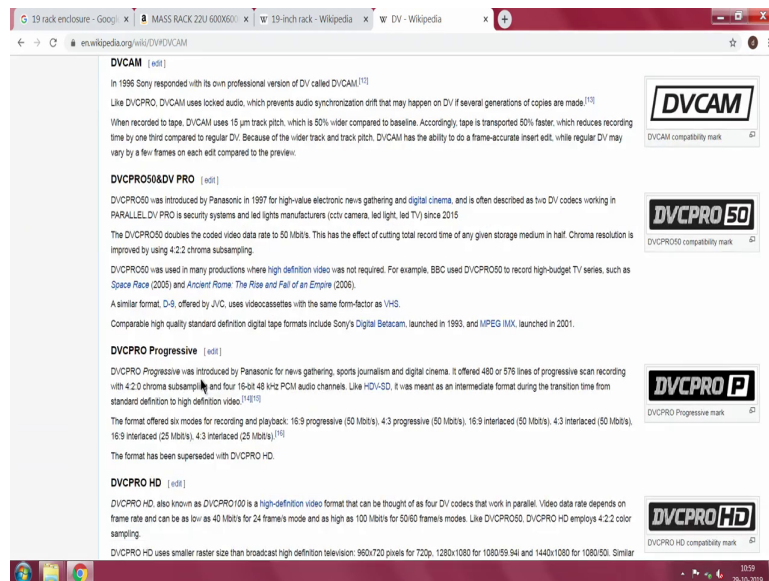 19 rack enclosure - Googl
MASS RACK 22U 600X600
19-inch rack - Wikipedia
DV - Wikipedia
en.wikipedia.org/wiki/DV#DVCAM
DVCAM [ edit ]
In 1996 Sony responded with its own professional version of DV called DVCAM.[12]
Like DVCPRO, DVCAM uses locked audio, which prevents audio synchronization drift that may happen on DV if several generations of copies are made.[13]
When recorded to tape, DVCAM uses 15 μm track pitch, which is 50% wider compared to baseline. Accordingly, tape is transported 50% faster, which reduces recording
time by one third compared to regular DV. Because of the wider track and track pitch, DVCAM has the ability to do a frame-accurate insert edit, while regular DV may
vary by a few frames on each edit compared to the preview.
DVCAM
DVCAM compatibility mark
DVCPRO50&DV PRO [ edit ]
DVCPRO50 was introduced by Panasonic in 1997 for high-value electronic news gathering and digital cinema, and is often described as two DV codecs working in
PARALLEL.DV PRO is security systems and led lights manufacturers (cctv camera, led light, led TV) since 2015
The DVCPRO50 doubles the coded video data rate to 50 Mbit/s. This has the effect of cutting total record time of any given storage medium in half. Chroma resolution is
improved by using 4:2:2 chroma subsampling.
DVCPRO50 was used in many productions where high definition video was not required. For example, BBC used DVCPRO50 to record high-budget TV series, such as
Space Race (2005) and Ancient Rome: The Rise and Fall of an Empire (2006).
A similar format, D-9, offered by JVC, uses videocassettes with the same form-factor as VHS.
Comparable high quality standard definition digital tape formats include Sony's Digital Betacam, launched in 1993, and MPEG IMX, launched in 2001.
DVCPRO 50
DVCPRO50 compatibility mark
DVCPRO Progressive [ edit ]
DVCPRO Progressive was introduced by Panasonic for news gathering, sports journalism and digital cinema. It offered 480 or 576 lines of progressive scan recording
with 4:2:0 chroma subsampling and four 16-bit 48 kHz PCM audio channels. Like HDV-SD, it was meant as an intermediate format during the transition time from
standard definition to high definition video.[14][15]
The format offered six modes for recording and playback: 16:9 progressive (50 Mbit/s), 4:3 progressive (50 Mbit/s), 16:9 interlaced (50 Mbit/s), 4:3 interlaced (50 Mbit/s),
16:9 interlaced (25 Mbit/s), 4:3 interlaced (25 Mbit/s).[16]
The format has been superseded with DVCPRO HD.
DVCPRO P
DVCPRO Progressive mark
DVCPRO HD [ edit ]
DVCPRO HD, also known as DVCPRO100 is a high-definition video format that can be thought of as four DV codecs that work in parallel. Video data rate depends on
frame rate and can be as low as 40 Mbit/s for 24 frame/s mode and as high as 100 Mbit/s for 50/60 frame/s modes. Like DVCPRO50, DVCPRO HD employs 4:2:2 color
sampling.
DVCPRO HD uses smaller raster size than broadcast high definition television: 960x720 pixels for 720p, 1280x1080 for 1080/59.94i and 1440x1080 for 1080/50i. Similar
DVCPRO HD
DVCPRO HD compatibility mark
10:59
29-10-2019